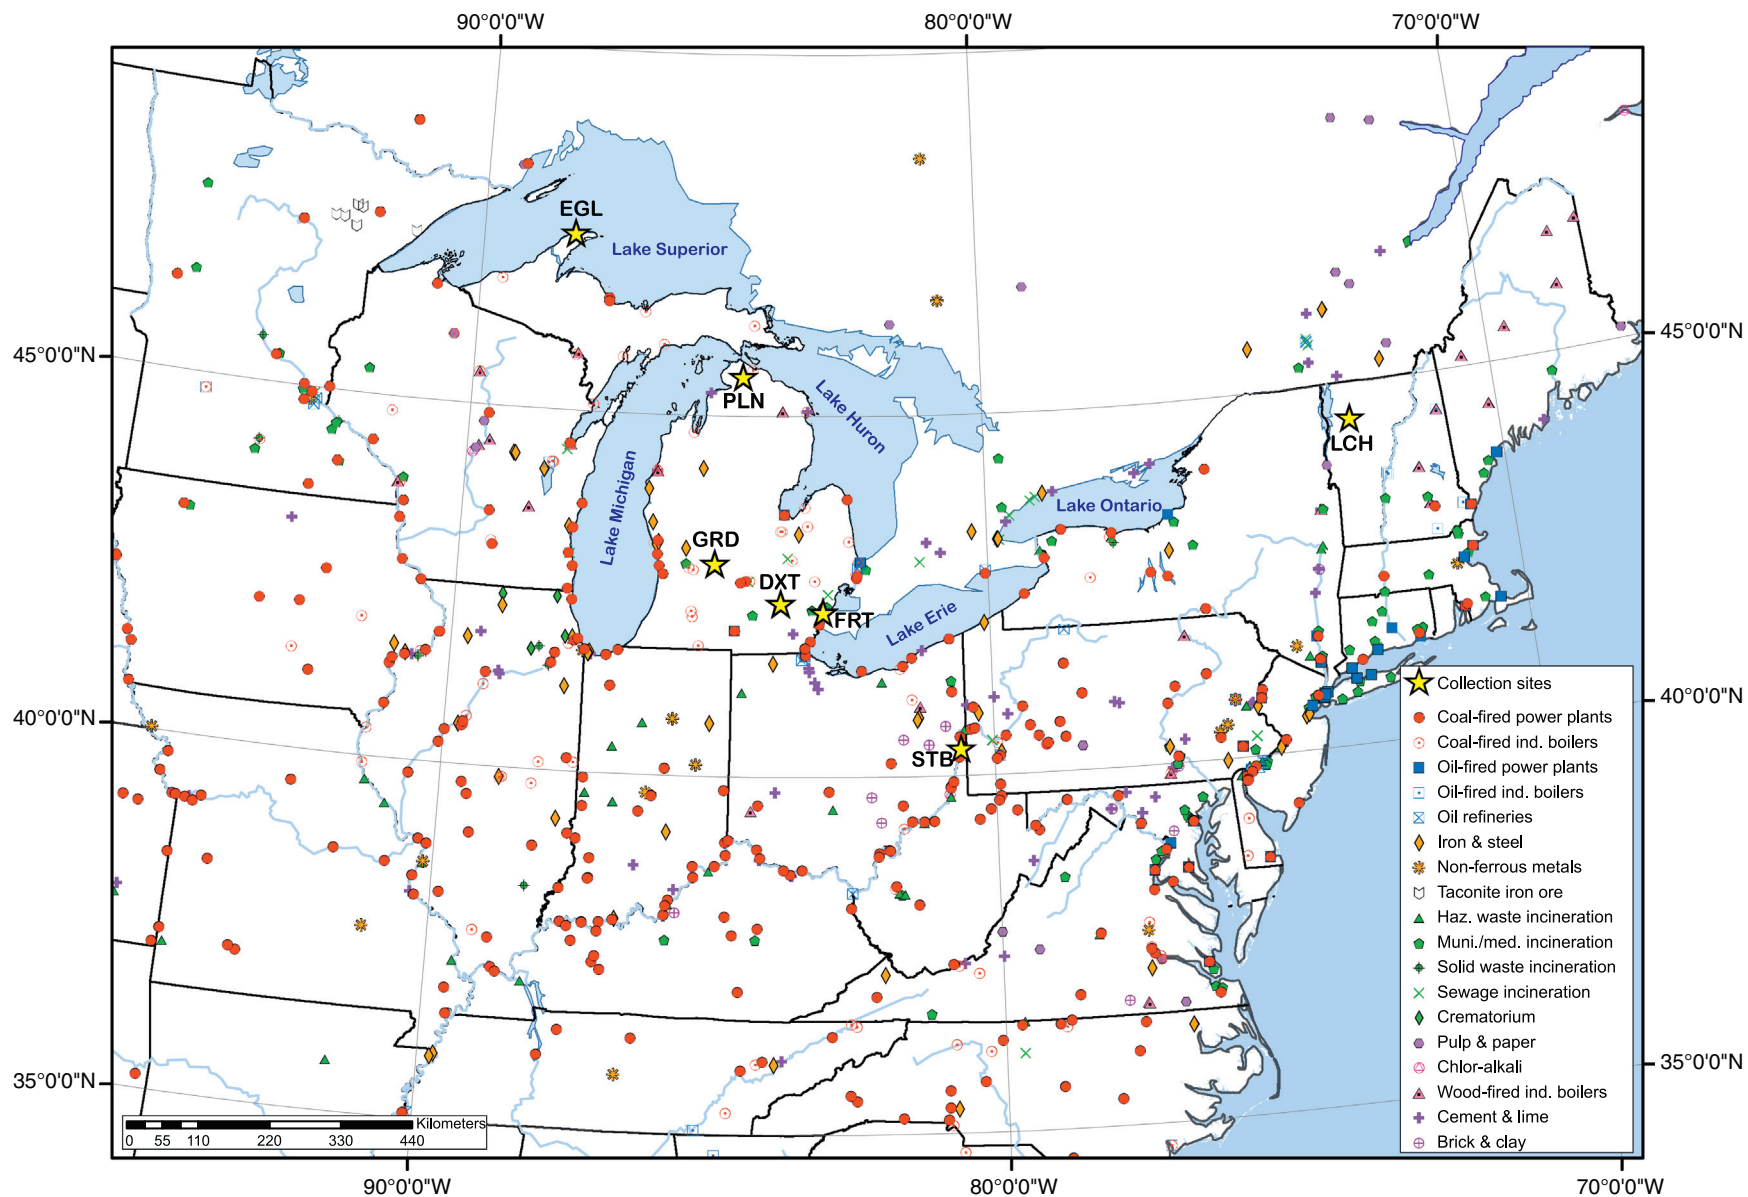 90°0'0"W
80°0'0"W
70°0'0"W
EGL
Lake Superior
45°0'0"N
45°0'0"N
PLN
Lake Huron
LCH
Lake Michigan
Lake Ontario
GRD
DXT
FRT
Lake Erie
Collection sites
40°0'0"N
40°0'0"N
Coal-fired power plants
Coal-fired ind. boilers
STB
Oil-fired power plants
Oil-fired ind. boilers
Oil refineries
Iron & steel
Non-ferrous metals
Taconite iron ore
Haz. waste incineration
Muni./med. incineration
Solid waste incineration
Sewage incineration
Crematorium
Pulp & paper
35°0'0"N
35°0'0"N
Chlor-alkali
Wood-fired ind. boilers
Cement & lime
Brick & clay
Kilometers
0 55 110 220 330 440
90°0'0"W
80°0'0"W
70°0'0"W